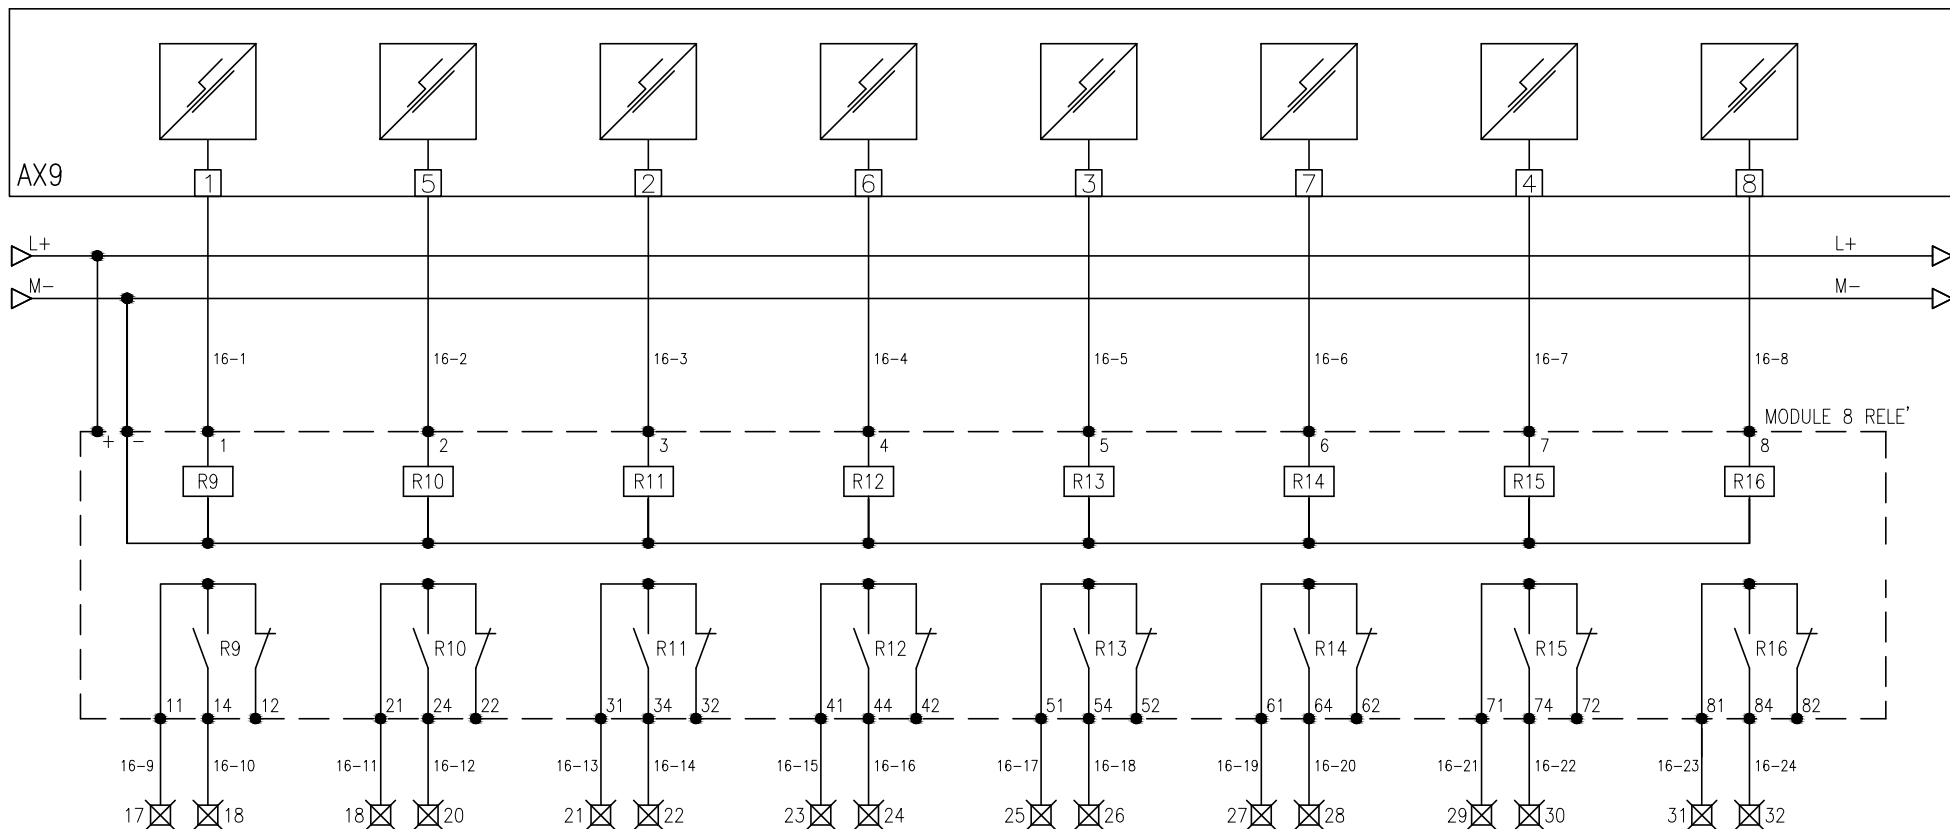 AX9
1 5 2 6 3 7 4 8
L+ L+
M- M-
16-1 16-2 16-3 16-4 16-5 16-6 16-7 16-8
MODULE 8 RELE'
+ - 1 2 3 4 5 6 7 8
R9 R10 R11 R12 R13 R14 R15 R16
R9 R10 R11 R12 R13 R14 R15 R16
11 14 12 21 24 22 31 34 32 41 44 42 51 54 52 61 64 62 71 74 72 81 84 82
16-9 16-10 16-11 16-12 16-13 16-14 16-15 16-16 16-17 16-18 16-19 16-20 16-21 16-22 16-23 16-24
17 18 18 20 21 22 23 24 25 26 27 28 29 30 31 32